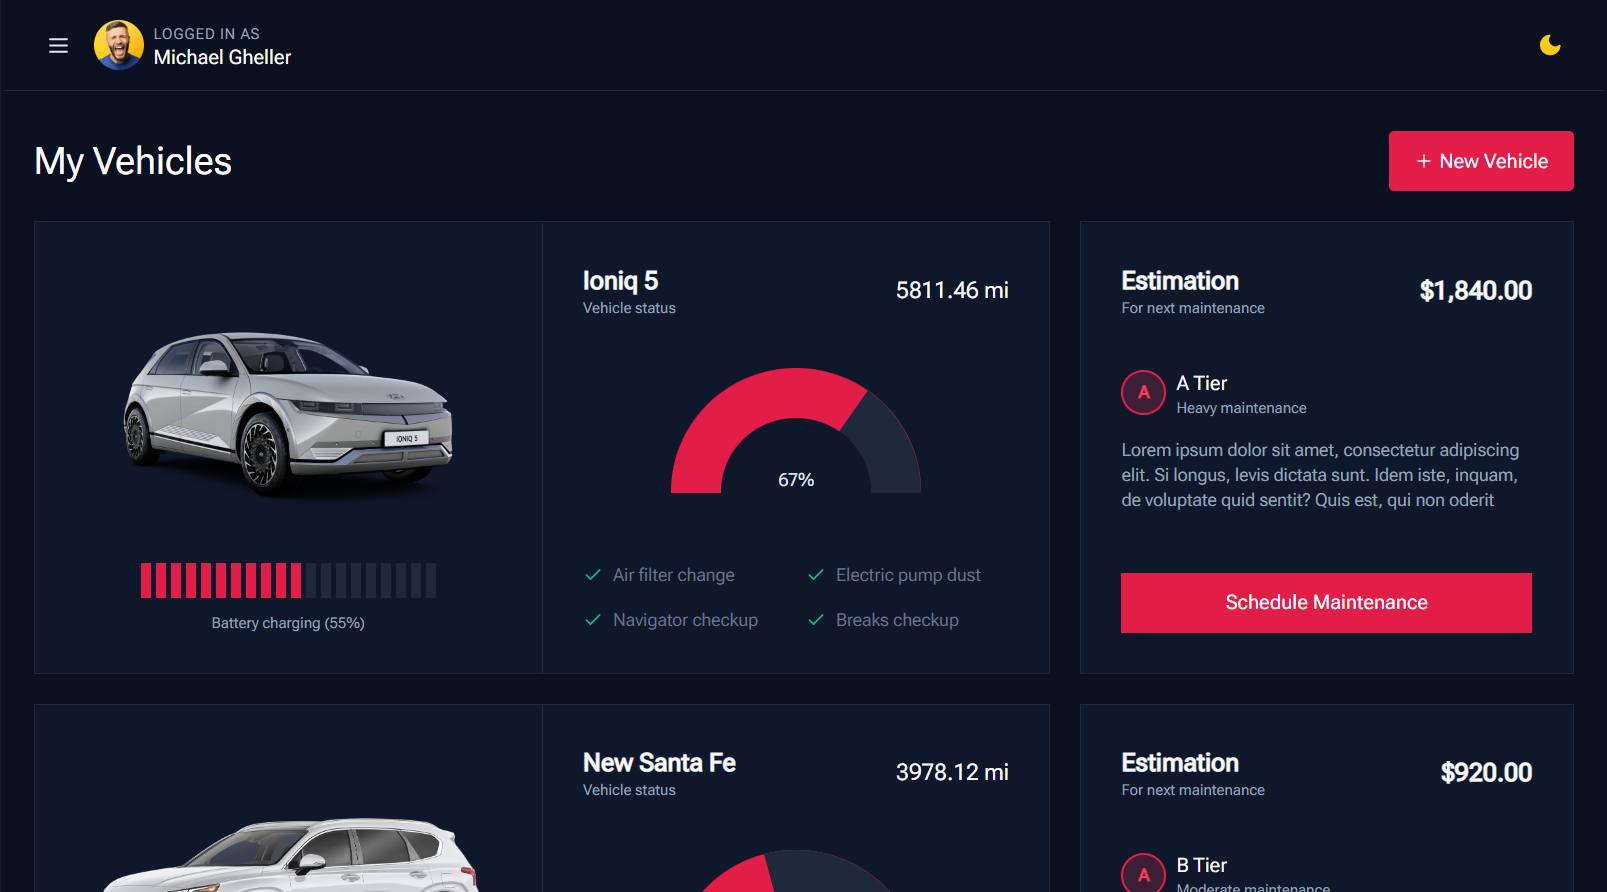 LOGGED IN AS
Michael Gheller
My Vehicles
+ New Vehicle
IONIQ 5
Battery charging (55%)
Ioniq 5
Vehicle status
5811.46 mi
67%
Air filter change
Electric pump dust
Navigator checkup
Breaks checkup
Estimation
For next maintenance
$1,840.00
A
A Tier
Heavy maintenance
Lorem ipsum dolor sit amet, consectetur adipiscing
elit. Si longus, levis dictata sunt. Idem iste, inquam,
de voluptate quid sentit? Quis est, qui non oderit
Schedule Maintenance
New Santa Fe
Vehicle status
3978.12 mi
Estimation
For next maintenance
$920.00
A
B Tier
Moderate maintenance